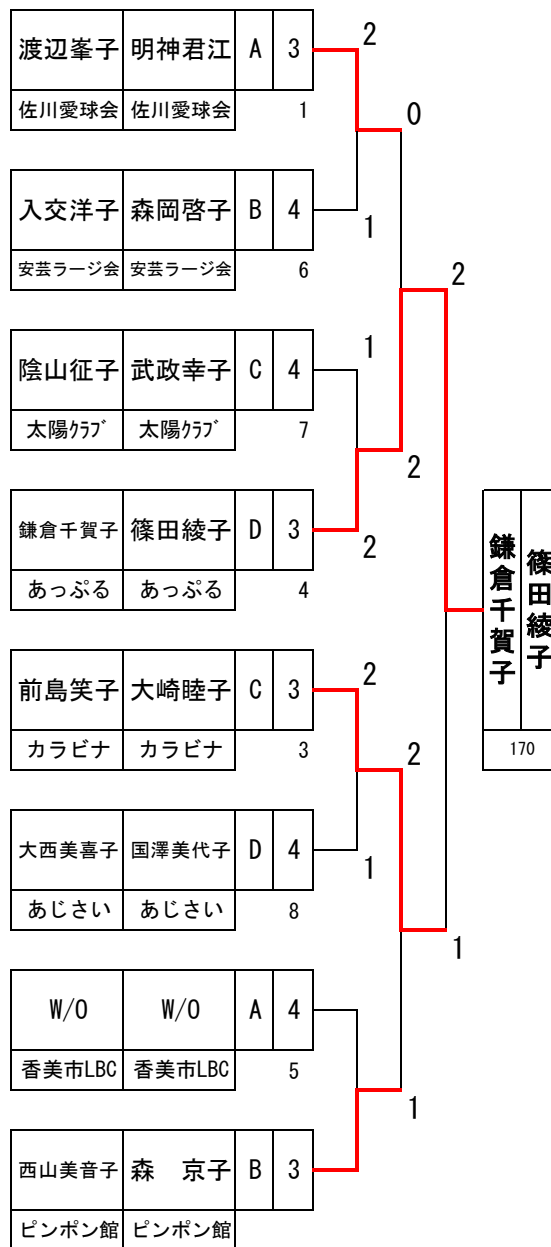 渡辺峯子 明神君江 A 3
佐川愛球会 佐川愛球会 1
2
0
入交洋子 森岡啓子 B 4
安芸ラージ会 安芸ラージ会 6
1
2
陰山征子 武政幸子 C 4
太陽クラブ 太陽クラブ 7
1
2
鎌倉千賀子 篠田綾子 D 3
あっぷる あっぷる 4
2
鎌倉千賀子
篠田綾子
170
前島笑子 大崎睦子 C 3
カラビナ カラビナ 3
2
2
大西美喜子 国澤美代子 D 4
あじさい あじさい 8
1
1
W/O W/O A 4
香美市LBC 香美市LBC 5
1
西山美音子 森 京子 B 3
ピンポン館 ピンポン館